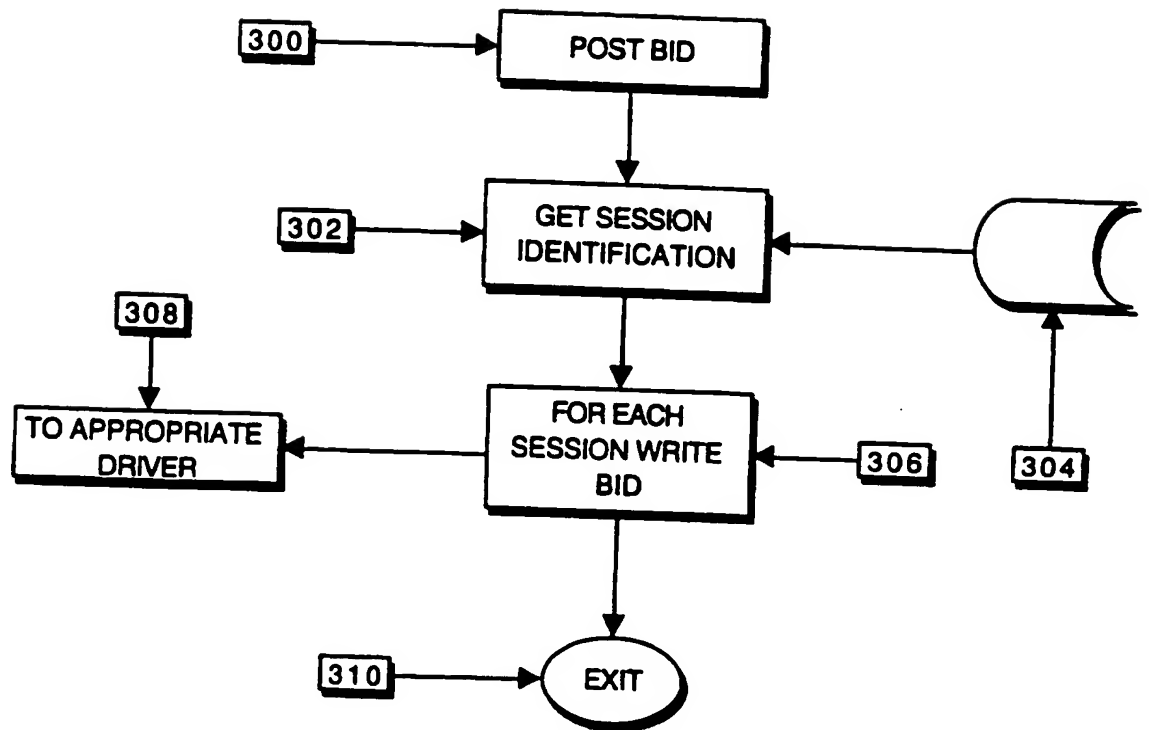 300
POST BID
302
GET SESSION
IDENTIFICATION
308
TO APPROPRIATE
DRIVER
FOR EACH
SESSION WRITE
BID
306
304
310
EXIT